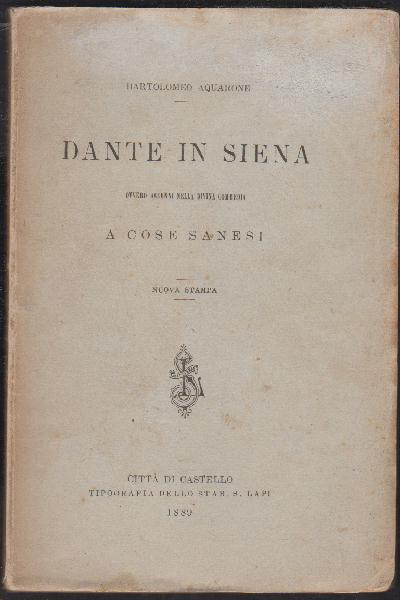 BARTOLOMEO AQUARONE
DANTE IN SIENA
OVVERO ACCENNI NELLA DIVINA COMMEDIA
A COSE SANESI
NUOVA STAMPA
CITTÀ DI CASTELLO
TIPOGRAFIA DELLO STAB. S. LAPI
1889